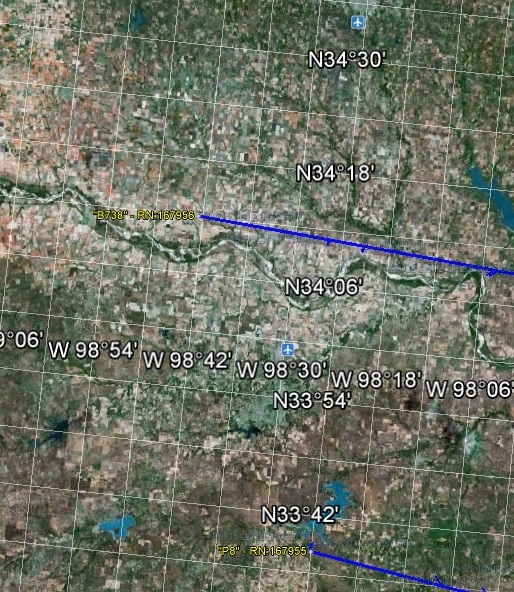 N34°30'
N34°18'
"B738" - RN:167956
N34°06'
9°06'
W 98°54'
W 98°42'
W 98°30'
W 98°18'
W 98°06'
N33°54'
N33°42'
"P8" - RN:167955